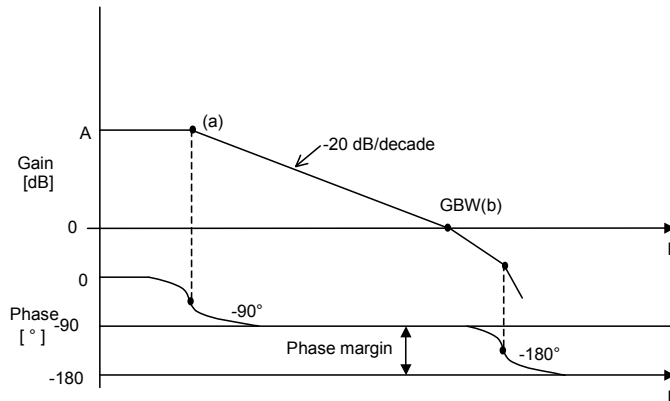 (a)
A
-20 dB/decade
Gain
[dB]
GBW(b)
0
0
-90°
Phase
-90
[ ° ]
Phase margin
-180°
-180